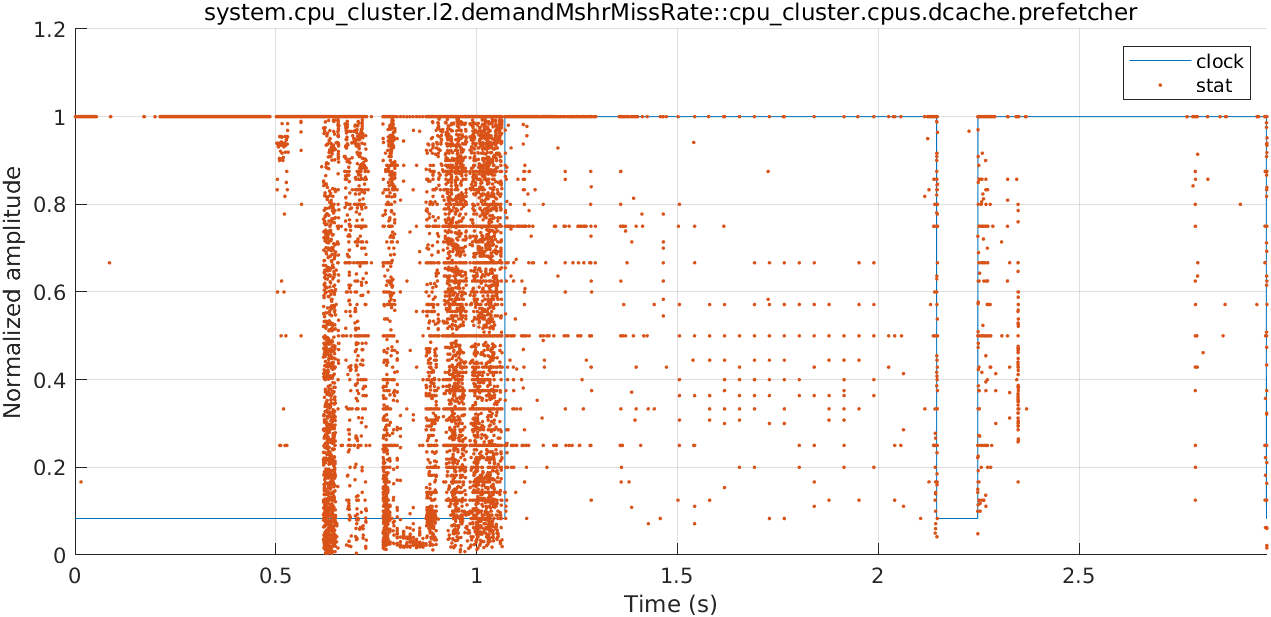 system.cpu_cluster.l2.demandMshrMissRate::cpu_cluster.cpus.dcache.prefetcher
1.2
1
0.8
0.6
0.4
0.2
0
Normalized amplitude
clock
stat
0
0.5
1
1.5
2
2.5
Time (s)